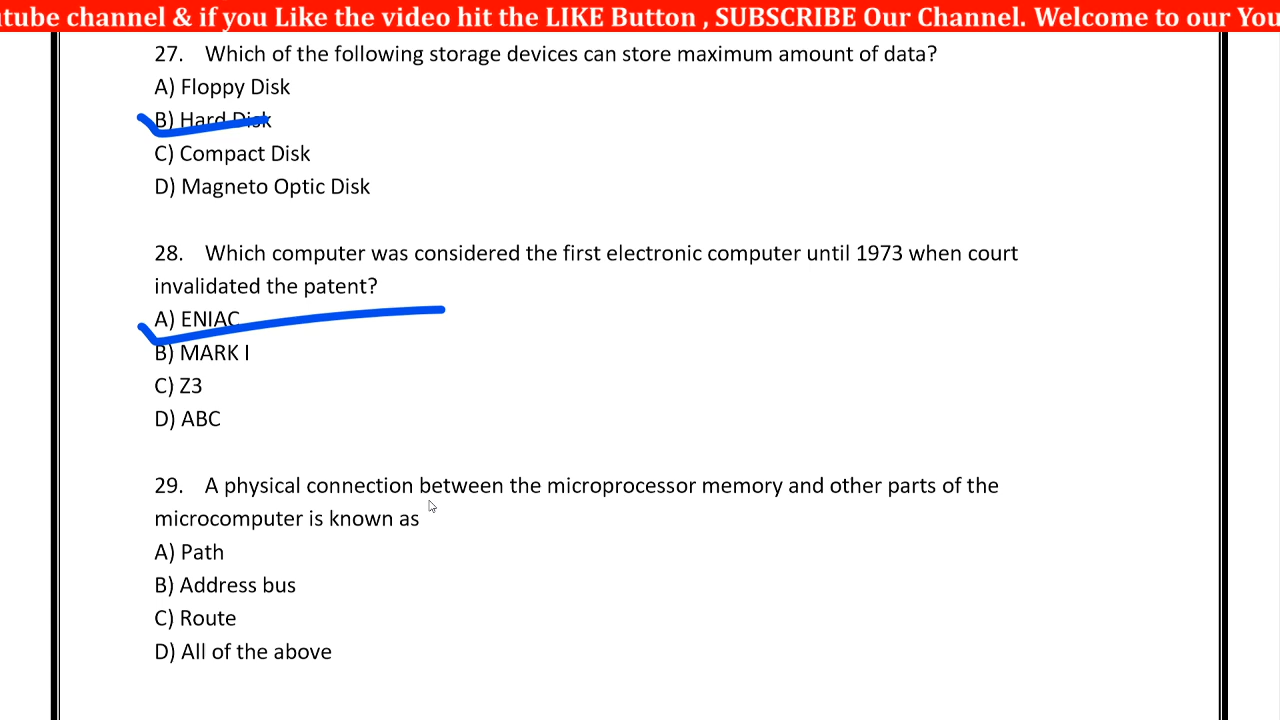 tube channel & if you Like the video hit the LIKE Button , SUBSCRIBE Our Channel. Welcome to our You
27. Which of the following storage devices can store maximum amount of data?
A) Floppy Disk
B) Hard Disk
C) Compact Disk
D) Magneto Optic Disk
28. Which computer was considered the first electronic computer until 1973 when court
invalidated the patent?
A) ENIAC
B) MARK I
C) Z3
D) ABC
29. A physical connection between the microprocessor memory and other parts of the
microcomputer is known as
A) Path
B) Address bus
C) Route
D) All of the above